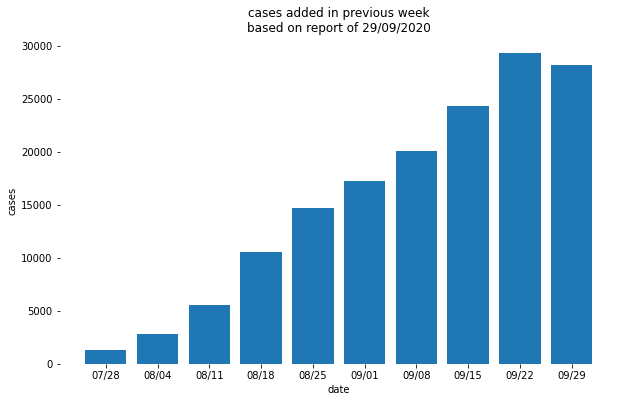 cases added in previous week
based on report of 29/09/2020
30000
25000
20000
15000
10000
5000
0
cases
07/28 08/04 08/11 08/18 08/25 09/01 09/08 09/15 09/22 09/29
date